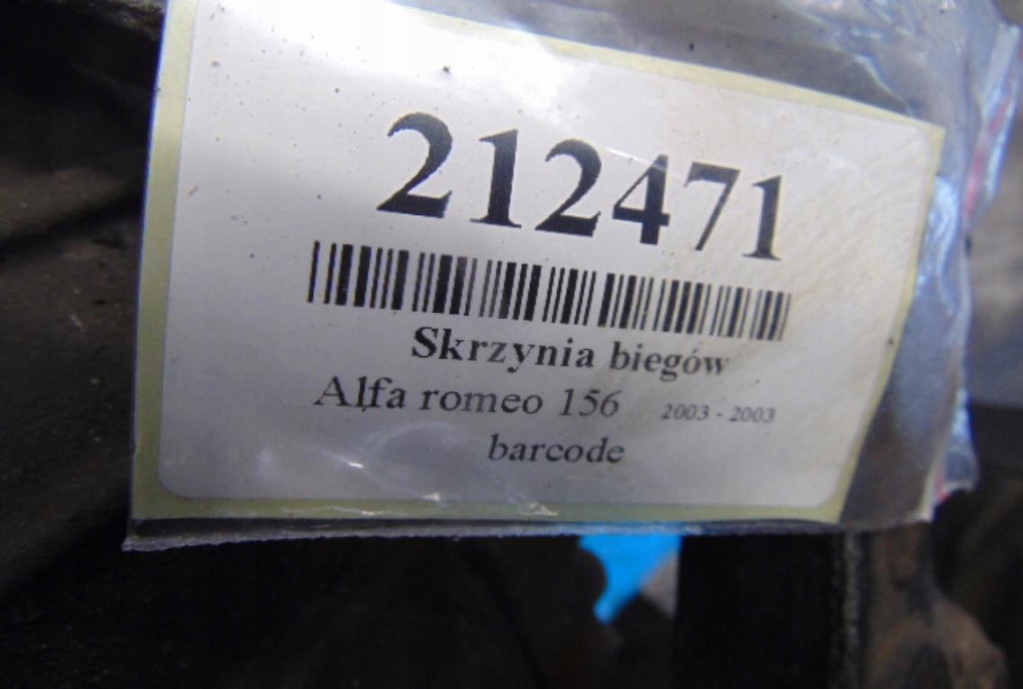 212471
Skrzynia biegów
Alfa romeo 156 2003 - 2003
barcode